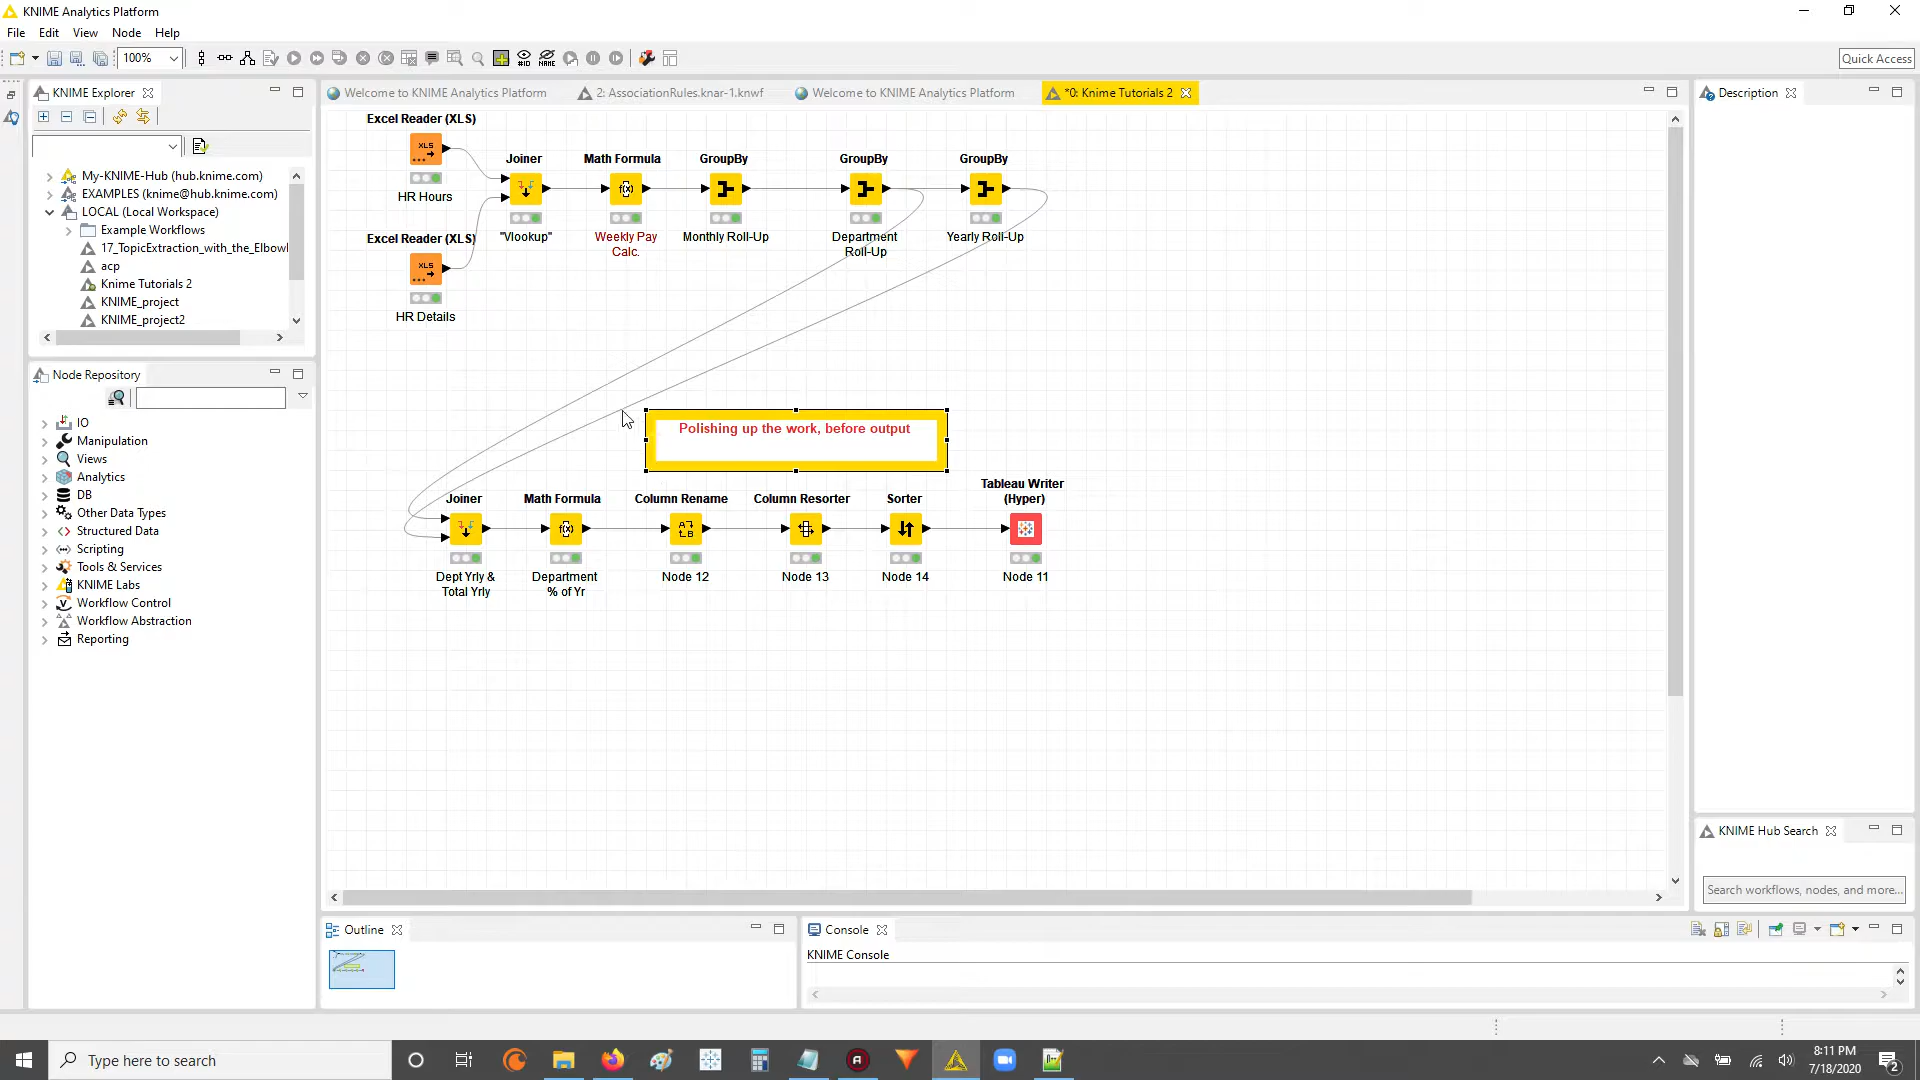 KNIME Analytics Platform
File Edit View Node Help
100%
Quick Access
KNIME Explorer
My-KNIME-Hub (hub.knime.com)
EXAMPLES (knime@hub.knime.com)
LOCAL (Local Workspace)
Example Workflows
17_TopicExtraction_with_the_Elbowl
acp
Knime Tutorials 2
KNIME_project
KNIME_project2
Node Repository
IO
Manipulation
Views
Analytics
DB
Other Data Types
Structured Data
Scripting
Tools & Services
KNIME Labs
Workflow Control
Workflow Abstraction
Reporting
Welcome to KNIME Analytics Platform
2: AssociationRules.knar-1.knwf
Welcome to KNIME Analytics Platform
*0: Knime Tutorials 2
Excel Reader (XLS)
XLS
HR Hours
Excel Reader (XLS)
XLS
HR Details
Joiner
"Vlookup"
Math Formula
f(x)
Weekly Pay
Calc.
GroupBy
Monthly Roll-Up
GroupBy
Department
Roll-Up
GroupBy
Yearly Roll-Up
Polishing up the work, before output
Joiner
Dept Yrly &
Total Yrly
Math Formula
f(x)
Department
% of Yr
Column Rename
A
B
Node 12
Column Resorter
Node 13
Sorter
Node 14
Tableau Writer
(Hyper)
Node 11
Description
KNIME Hub Search
Search workflows, nodes, and more...
Outline
Console
KNIME Console
Type here to search
8:11 PM
7/18/2020
2